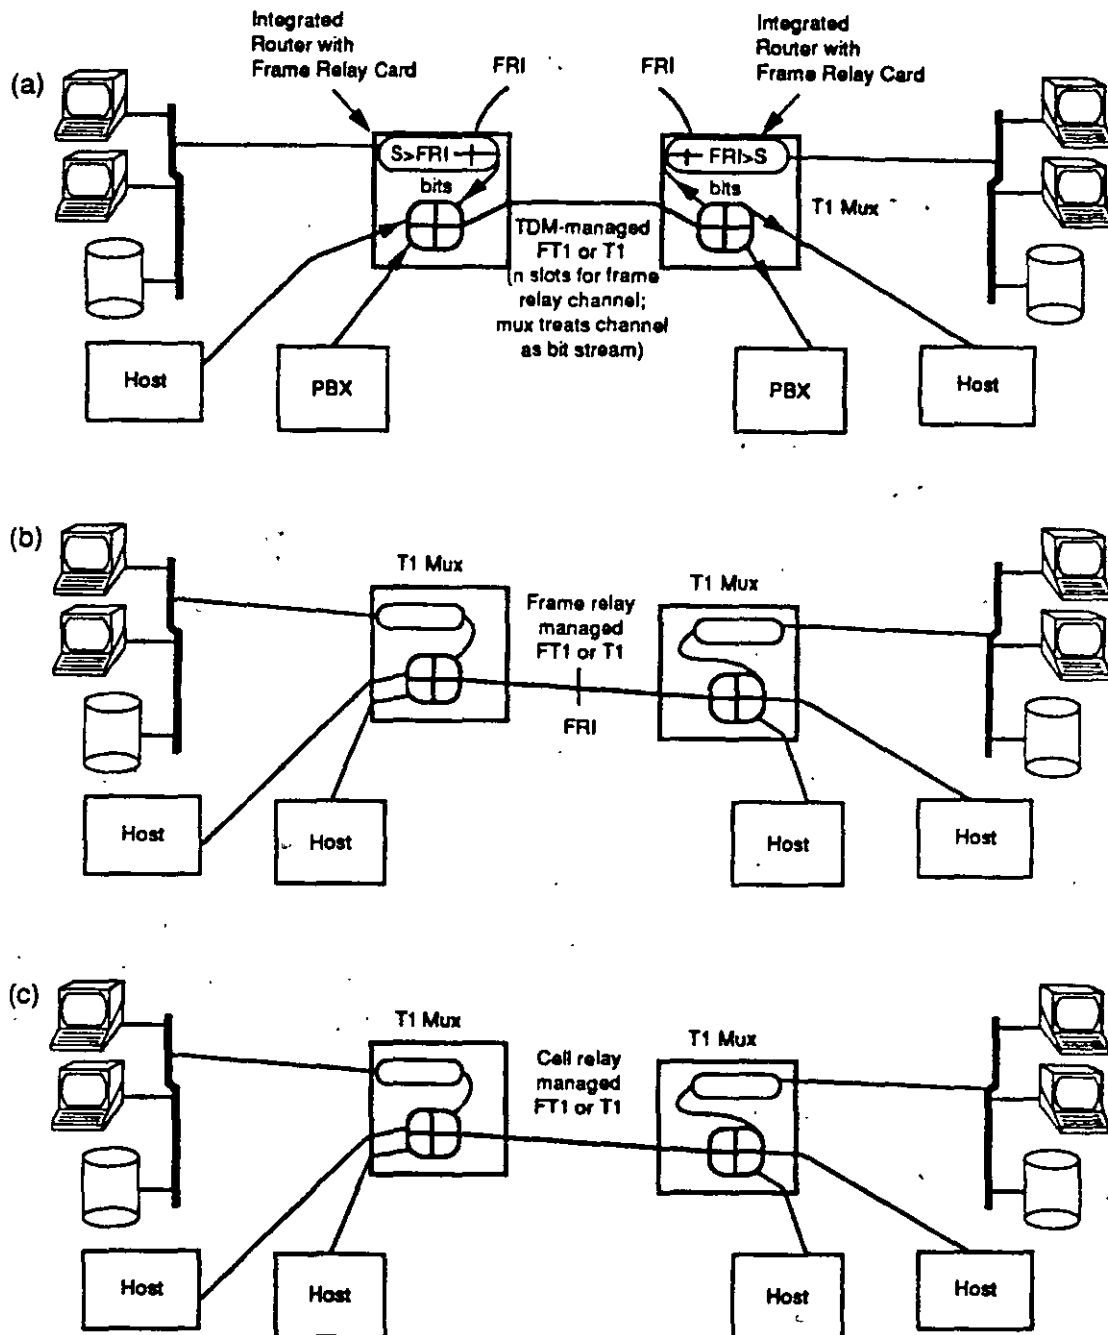 (a)
Integrated
Router with
Frame Relay Card
FRI
FRI
Integrated
Router with
Frame Relay Card
S>FRI
bits
FRI>S
bits
T1 Mux
TDM-managed
FT1 or T1
(n slots for frame
relay channel;
mux treats channel
as bit stream)
Host
PBX
PBX
Host
(b)
T1 Mux
Frame relay
managed
FT1 or T1
FRI
T1 Mux
Host
Host
Host
Host
(c)
T1 Mux
Cell relay
managed
FT1 or T1
T1 Mux
Host
Host
Host
Host